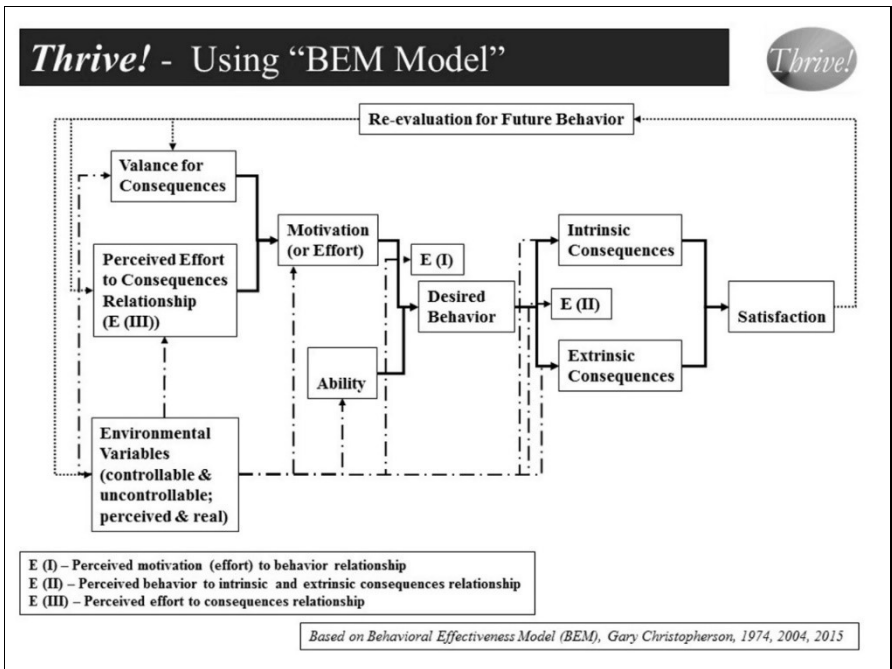 Thrive! - Using “BEM Model”
Thrive!
Re-evaluation for Future Behavior
Valance for
Consequences
Motivation
(or Effort)
Intrinsic
Consequences
Perceived Effort
to Consequences
Relationship
(E (III))
E (I)
Desired
Behavior
E (II)
Satisfaction
Ability
Extrinsic
Consequences
Environmental
Variables
(controllable &
uncontrollable;
perceived & real)
E (I) – Perceived motivation (effort) to behavior relationship
E (II) – Perceived behavior to intrinsic and extrinsic consequences relationship
E (III) – Perceived effort to consequences relationship
Based on Behavioral Effectiveness Model (BEM), Gary Christopherson, 1974, 2004, 2015